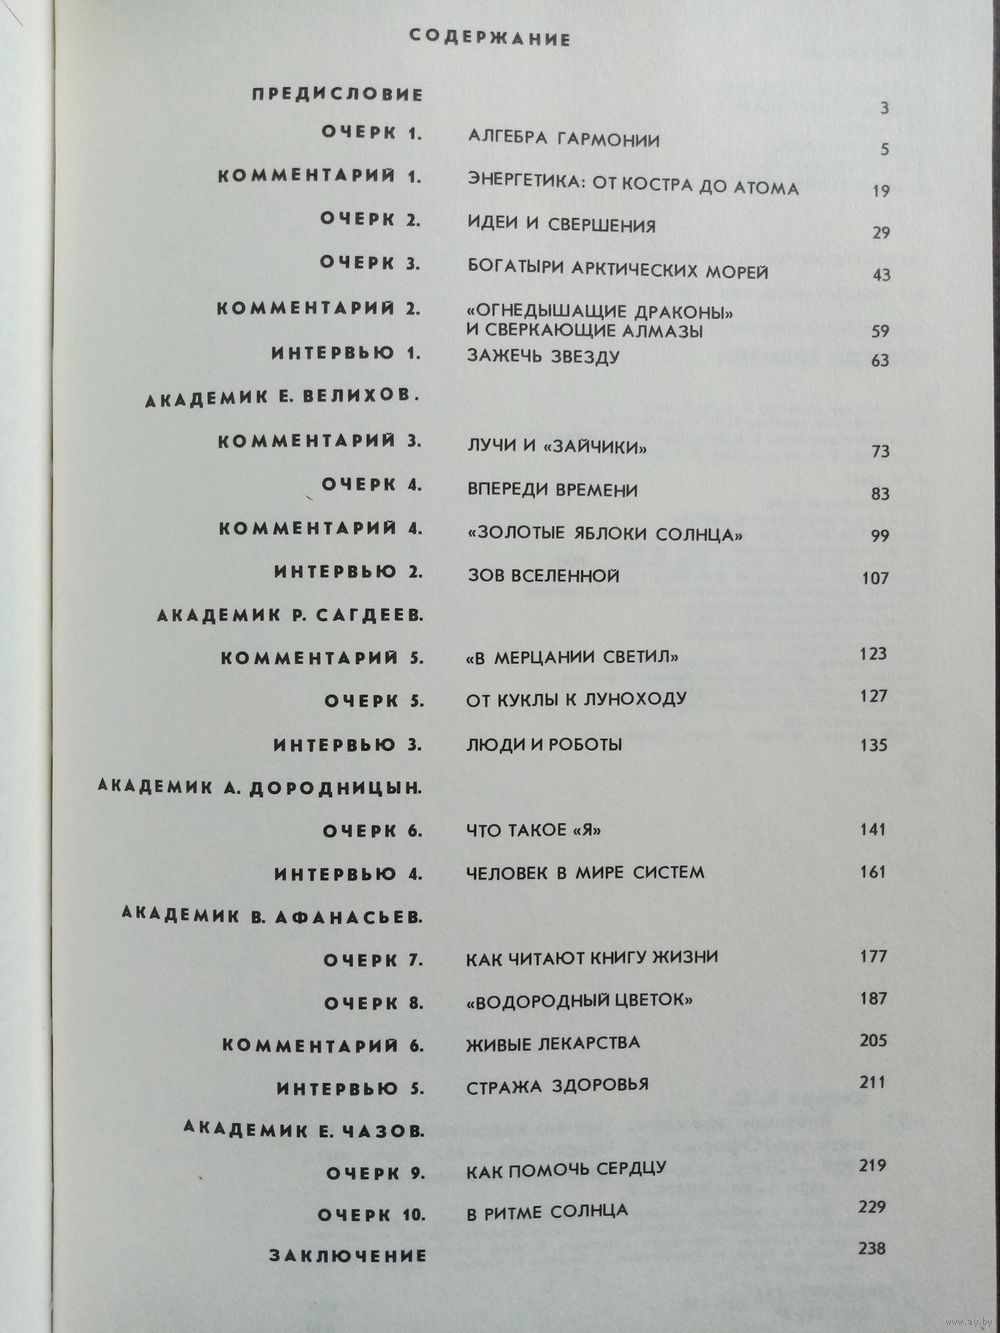 СОДЕРЖАНИЕ
ПРЕДИСЛОВИЕ 3
ОЧЕРК 1. АЛГЕБРА ГАРМОНИИ 5
КОММЕНТАРИЙ 1. ЭНЕРГЕТИКА: ОТ КОСТРА ДО АТОМА 19
ОЧЕРК 2. ИДЕИ И СВЕРШЕНИЯ 29
ОЧЕРК 3. БОГАТЫРИ АРКТИЧЕСКИХ МОРЕЙ 43
КОММЕНТАРИЙ 2. «ОГНЕДЫШАЩИЕ ДРАКОНЫ»
И СВЕРКАЮЩИЕ АЛМАЗЫ 59
ИНТЕРВЬЮ 1. ЗАЖЕЧЬ ЗВЕЗДУ 63
АКАДЕМИК Е. ВЕЛИХОВ.
КОММЕНТАРИЙ 3. ЛУЧИ И «ЗАЙЧИКИ» 73
ОЧЕРК 4. ВПЕРЕДИ ВРЕМЕНИ 83
КОММЕНТАРИЙ 4. «ЗОЛОТЫЕ ЯБЛОКИ СОЛНЦА» 99
ИНТЕРВЬЮ 2. ЗОВ ВСЕЛЕННОЙ 107
АКАДЕМИК Р. САГДЕЕВ.
КОММЕНТАРИЙ 5. «В МЕРЦАНИИ СВЕТИЛ» 123
ОЧЕРК 5. ОТ КУКЛЫ К ЛУНОХОДУ 127
ИНТЕРВЬЮ 3. ЛЮДИ И РОБОТЫ 135
АКАДЕМИК А. ДОРОДНИЦЫН.
ОЧЕРК 6. ЧТО ТАКОЕ «Я» 141
ИНТЕРВЬЮ 4. ЧЕЛОВЕК В МИРЕ СИСТЕМ 161
АКАДЕМИК В. АФАНАСЬЕВ.
ОЧЕРК 7. КАК ЧИТАЮТ КНИГУ ЖИЗНИ 177
ОЧЕРК 8. «ВОДОРОДНЫЙ ЦВЕТОК» 187
КОММЕНТАРИЙ 6. ЖИВЫЕ ЛЕКАРСТВА 205
ИНТЕРВЬЮ 5. СТРАЖА ЗДОРОВЬЯ 211
АКАДЕМИК Е. ЧАЗОВ.
ОЧЕРК 9. КАК ПОМОЧЬ СЕРДЦУ 219
ОЧЕРК 10. В РИТМЕ СОЛНЦА 229
ЗАКЛЮЧЕНИЕ 238
www.ay.by